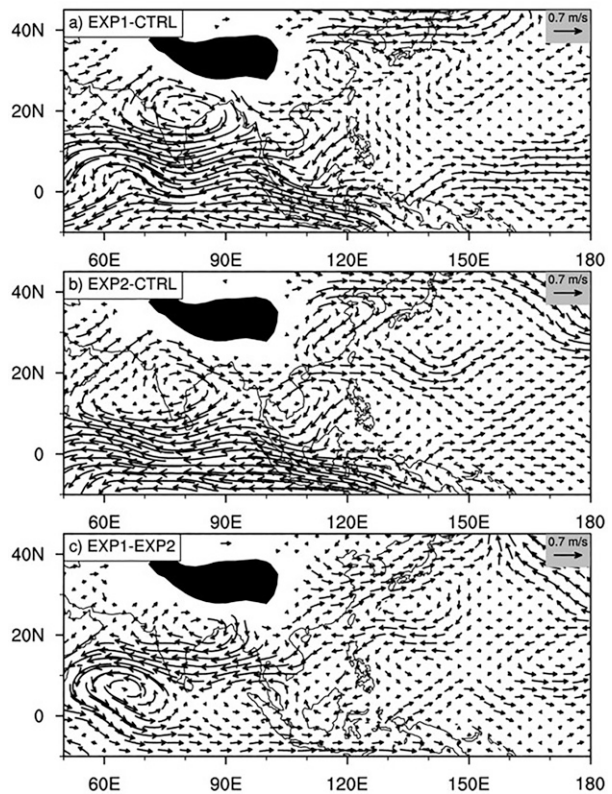 a) EXP1-CTRL
0.7 m/s
40N
20N
0
60E 90E 120E 150E 180
b) EXP2-CTRL
0.7 m/s
40N
20N
0
60E 90E 120E 150E 180
c) EXP1-EXP2
0.7 m/s
40N
20N
0
60E 90E 120E 150E 180